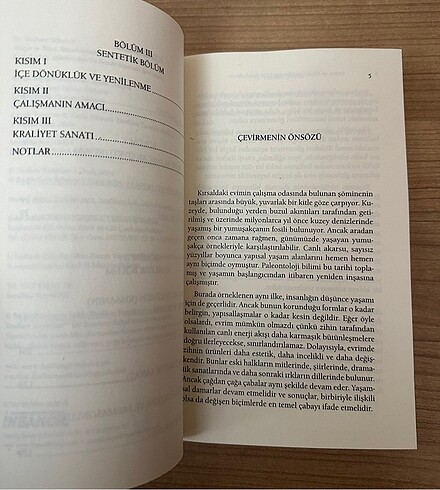 BÖLÜM III
SENTETİK BÖLÜM
KISIM I
İÇE DÖNÜKLÜK VE YENİLENME
KISIM II
ÇALIŞMANIN AMACI
KISIM III
KRALİYET SANATI
NOTLAR
5
ÇEVİRMENİN ÖNSÖZÜ
Kırsaldaki evimin çalışma odasında bulunan şöminenin
taşları arasında büyük, yuvarlak bir kitle göze çarpıyor. Ku-
zeyde, bulunduğu yerden buzul akıntıları tarafından geti-
rilmiş ve üzerinde milyonlarca yıl önce kuzey denizlerinde
yaşamış bir yumuşakçanın fosili bulunuyor. Ancak aradan
geçen onca zamana rağmen, günümüzde yaşayan yumu-
şakça örnekleriyle karşılaştırılabilir. Canlı akarsu, sayısız
yüzyıllar boyunca yapısal yaşam alanlarını hemen hemen
aynı biçimde oymuştur. Paleontoloji bilimi bu tarihi topla-
mış ve yaşamın başlangıcından itibaren yeniden inşasına
çalışmıştır.
Burada örneklenen aynı ilke, insanlığın düşünce yaşamı
için de geçerlidir. Ancak bunun korunduğu formlar o kadar
belirgin, yapısallaşmalar o kadar kesin değildir. Eğer öyle
olsalardı, evrim mümkün olmazdı çünkü zihin tarafından
kullanılan canlı enerji akışı daha karmaşık bütünleşmelere
doğru ilerleyecekse, sınırlandırılamaz. Dolayısıyla, evrimde
zihnin ürünleri daha estetik, daha incelikli ve daha değiş-
kendir. Bunlar eski halkların mitlerinde, şiirlerinde, drama-
tik sanatlarında ve daha sonraki ırkların dillerinde bulunur.
Ancak çağdan çağa çabalar aynı şekilde devam eder. Yaşam-
sal damarlar devam etmelidir ve sonuçlar, birbiriyle ilişkili
olsa da değişen biçimlerde en temel çabayı ifade etmelidir.